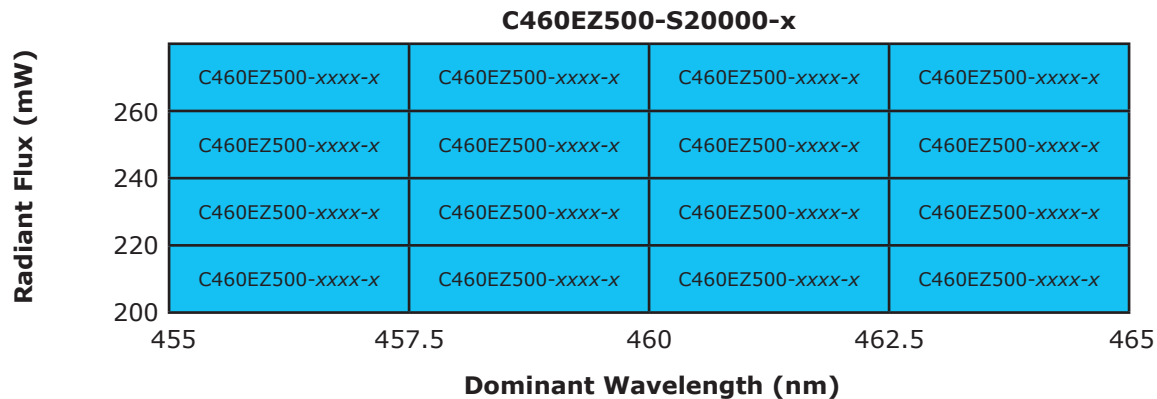 C460EZ500-S20000-x
Radiant Flux (mW)
C460EZ500-xxxx-x C460EZ500-xxxx-x C460EZ500-xxxx-x C460EZ500-xxxx-x
260
C460EZ500-xxxx-x C460EZ500-xxxx-x C460EZ500-xxxx-x C460EZ500-xxxx-x
240
C460EZ500-xxxx-x C460EZ500-xxxx-x C460EZ500-xxxx-x C460EZ500-xxxx-x
220
C460EZ500-xxxx-x C460EZ500-xxxx-x C460EZ500-xxxx-x C460EZ500-xxxx-x
200
455 457.5 460 462.5 465
Dominant Wavelength (nm)